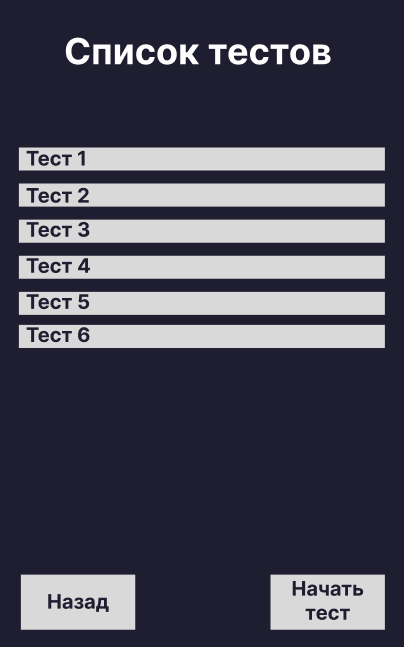 Список тестов
Тест 1
Тест 2
Тест 3
Тест 4
Тест 5
Тест 6
Назад
Начать
тест